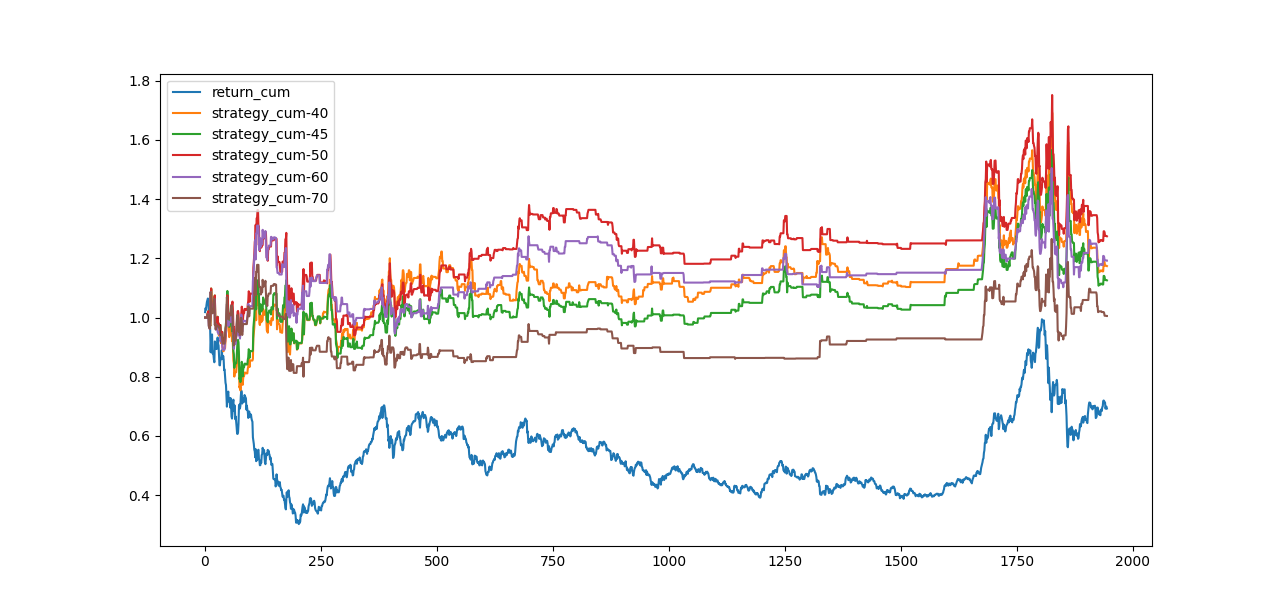 1.8
1.6
1.4
1.2
1.0
0.8
0.6
0.4
return_cum
strategy_cum-40
strategy_cum-45
strategy_cum-50
strategy_cum-60
strategy_cum-70
0 250 500 750 1000 1250 1500 1750 2000